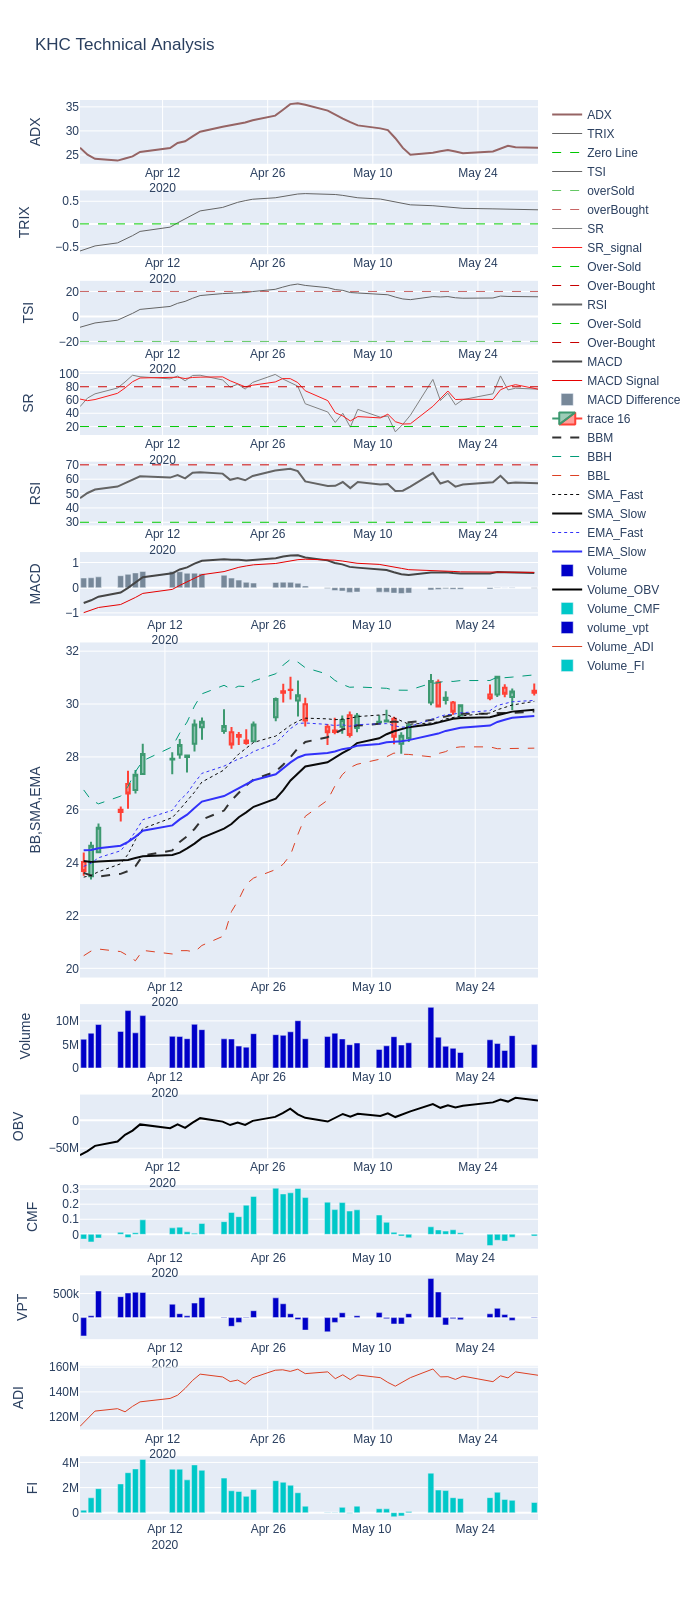 KHC Technical Analysis
ADX
35
30
25
Apr 12
2020
Apr 26
May 10
May 24
TRIX
0.5
0
−0.5
Apr 12
2020
Apr 26
May 10
May 24
TSI
20
0
−20
Apr 12
2020
Apr 26
May 10
May 24
SR
100
80
60
40
20
Apr 12
2020
Apr 26
May 10
May 24
RSI
70
60
50
40
30
Apr 12
2020
Apr 26
May 10
May 24
MACD
1
0
−1
Apr 12
2020
Apr 26
May 10
May 24
BB,SMA,EMA
32
30
28
26
24
22
20
Apr 12
2020
Apr 26
May 10
May 24
Volume
10M
5M
0
Apr 12
2020
Apr 26
May 10
May 24
OBV
0
−50M
Apr 12
2020
Apr 26
May 10
May 24
CMF
0.3
0.2
0.1
0
Apr 12
2020
Apr 26
May 10
May 24
VPT
500k
0
Apr 12
2020
Apr 26
May 10
May 24
ADI
160M
140M
120M
Apr 12
2020
Apr 26
May 10
May 24
FI
4M
2M
0
Apr 12
2020
Apr 26
May 10
May 24
ADX
TRIX
Zero Line
TSI
overSold
overBought
SR
SR_signal
Over-Sold
Over-Bought
RSI
Over-Sold
Over-Bought
MACD
MACD Signal
MACD Difference
trace 16
BBM
BBH
BBL
SMA_Fast
SMA_Slow
EMA_Fast
EMA_Slow
Volume
Volume_OBV
Volume_CMF
volume_vpt
Volume_ADI
Volume_FI